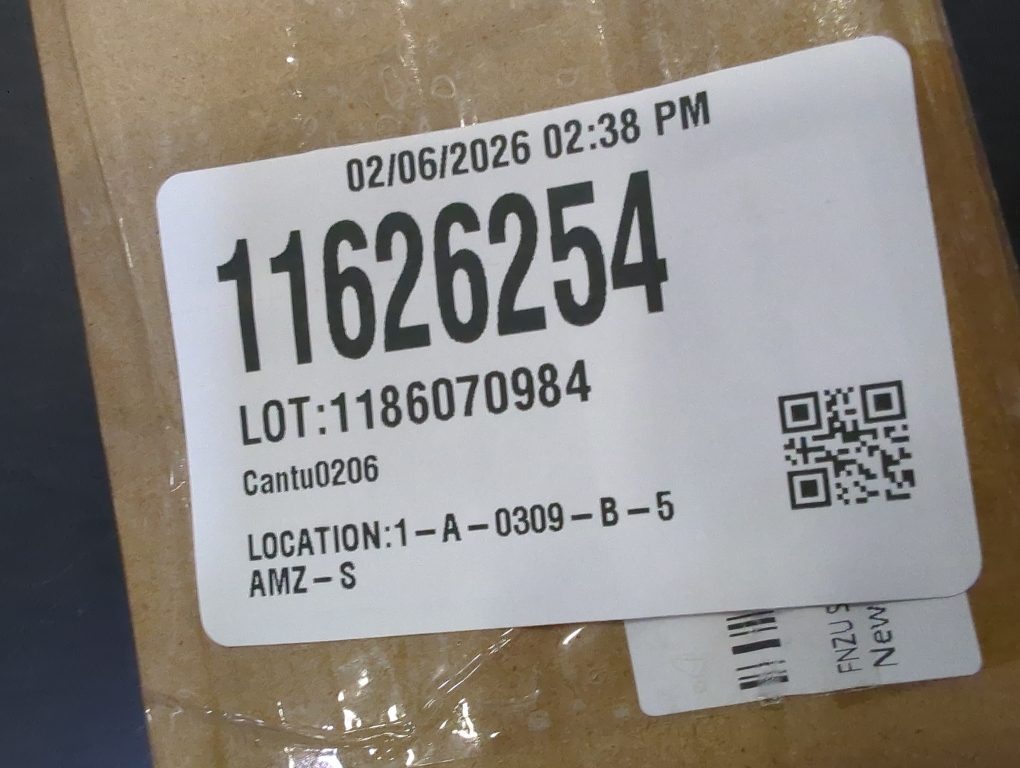 02/06/2026 02:38 PM
11626254
LOT:1186070984
Cantu0206
LOCATION:1-A-0309-B-5
AMZ-S
FNZU S
New